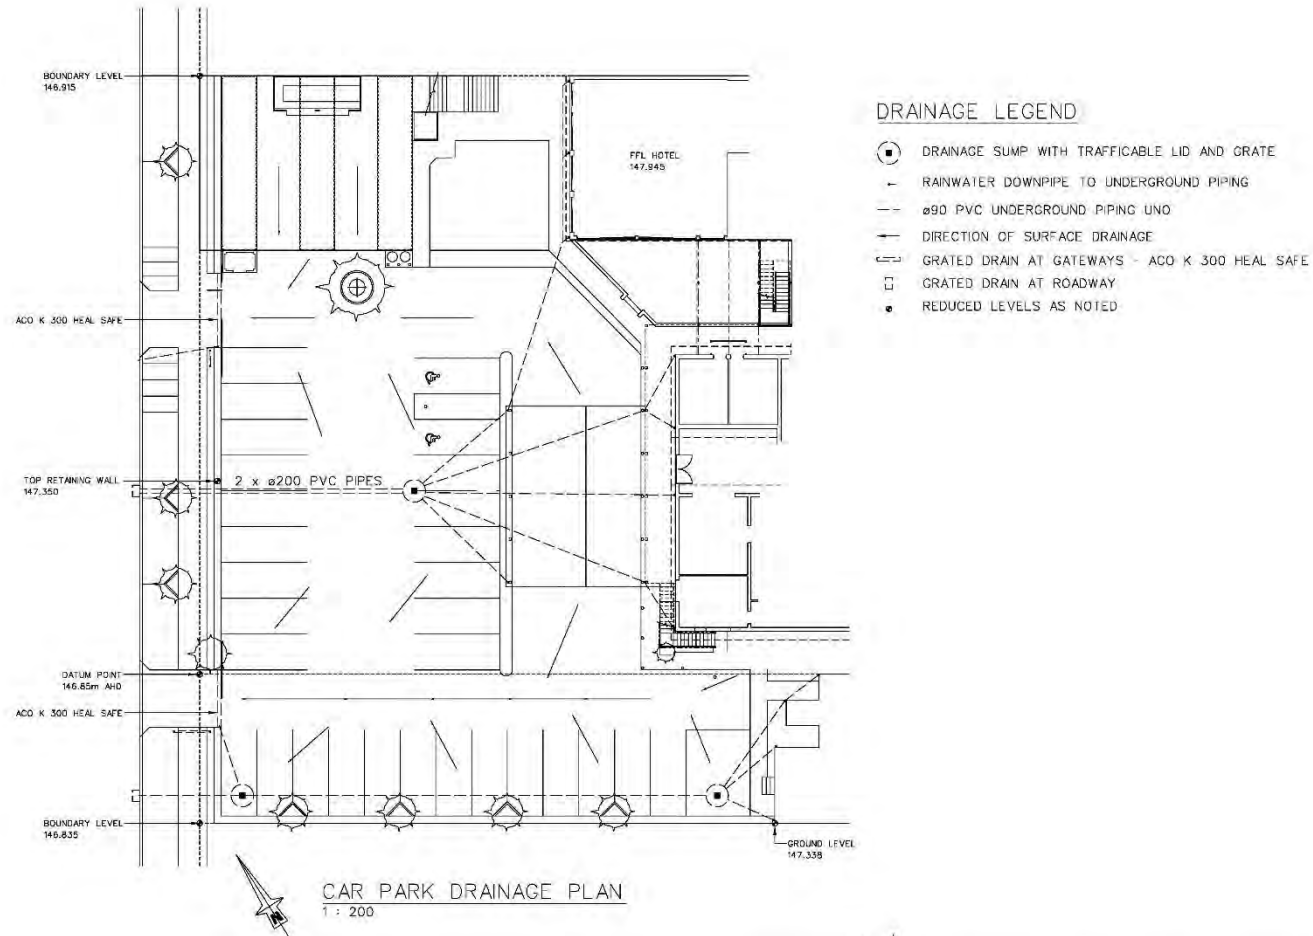 BOUNDARY LEVEL
146.915
FFL HOTEL
147.945
ACO K 300 HEAL SAFE
TOP RETAINING WALL
147.350
2 x ø200 PVC PIPES
DATUM POINT
146.85m AHD
ACO K 300 HEAL SAFE
BOUNDARY LEVEL
146.835
GROUND LEVEL
147.338
N
CAR PARK DRAINAGE PLAN
1 : 200
DRAINAGE LEGEND
DRAINAGE SUMP WITH TRAFFICABLE LID AND GRATE
RAINWATER DOWNPIPE TO UNDERGROUND PIPING
ø90 PVC UNDERGROUND PIPING UNO
DIRECTION OF SURFACE DRAINAGE
GRATED DRAIN AT GATEWAYS - ACO K 300 HEAL SAFE
GRATED DRAIN AT ROADWAY
REDUCED LEVELS AS NOTED